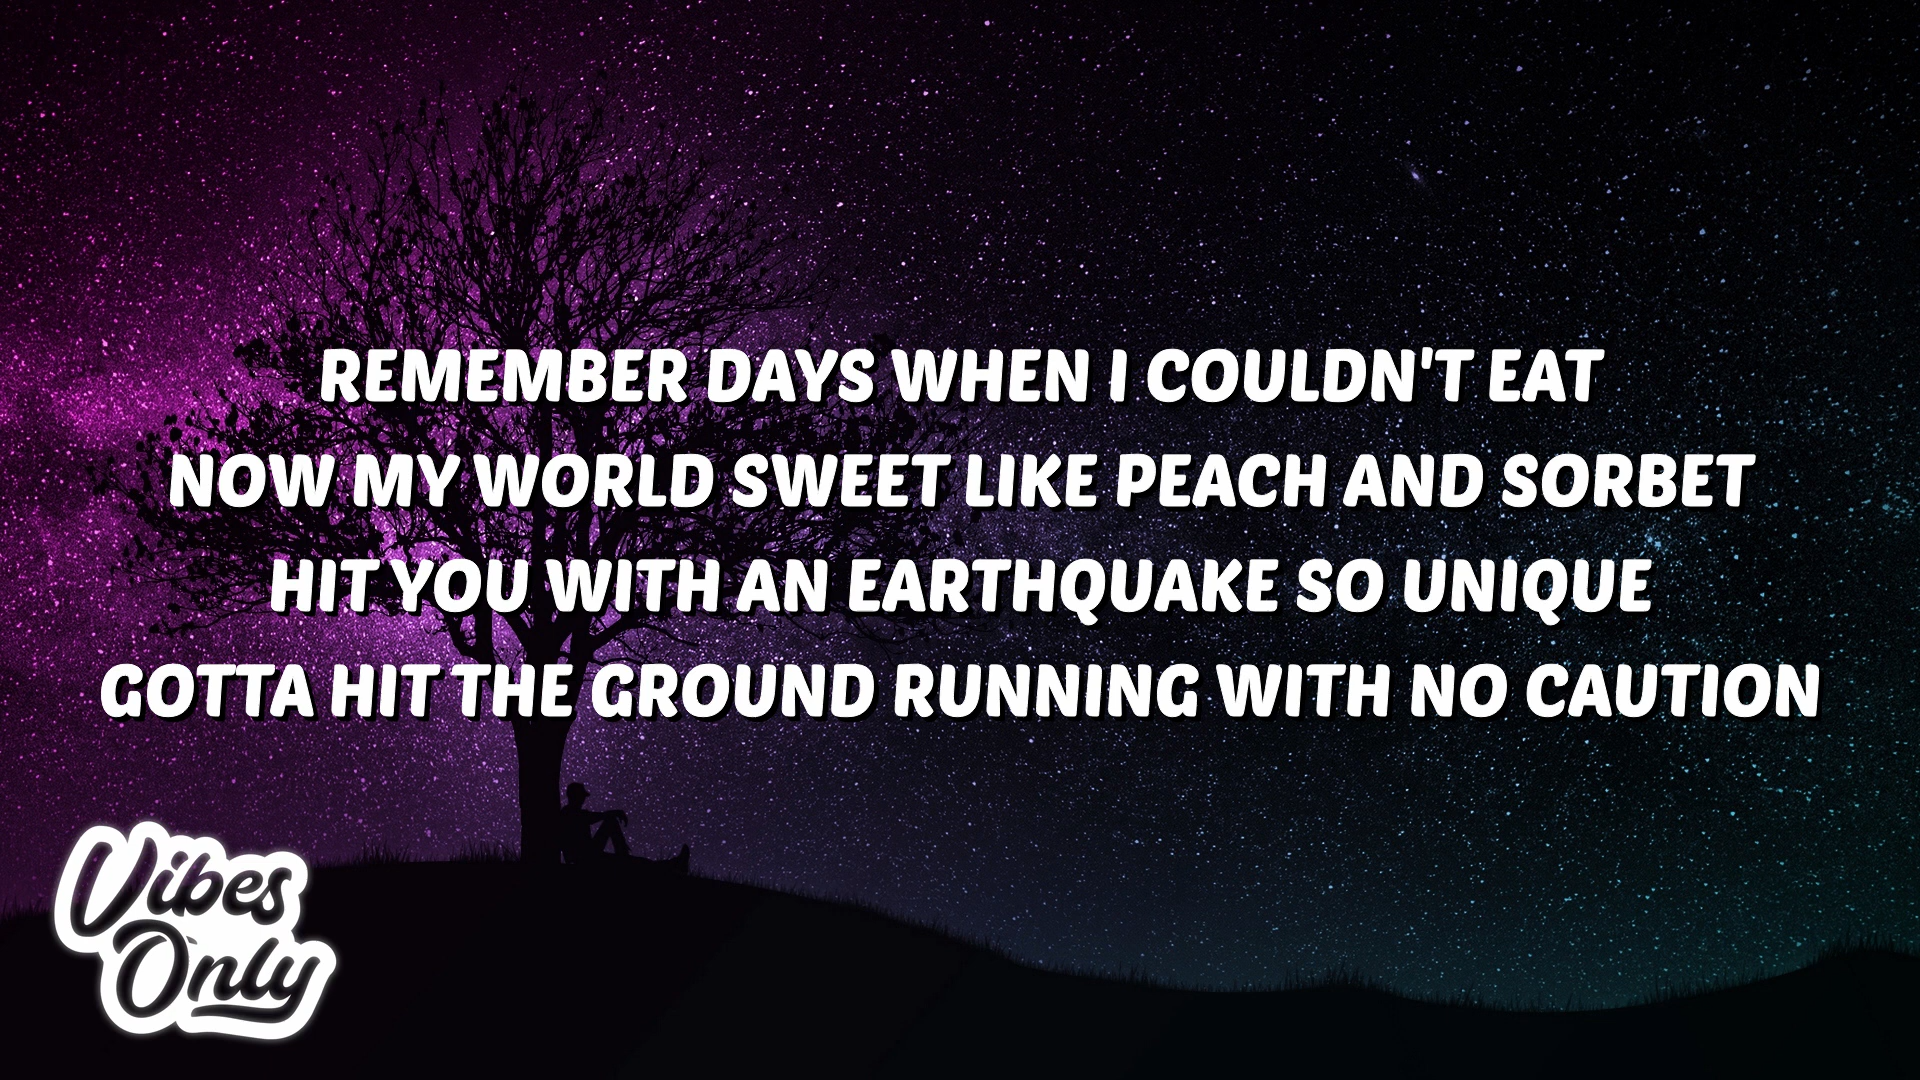 REMEMBER DAYS WHEN I COULDN'T EAT
NOW MY WORLD SWEET LIKE PEACH AND SORBET
HIT YOU WITH AN EARTHQUAKE SO UNIQUE
GOTTA HIT THE GROUND RUNNING WITH NO CAUTION
Vibes
Only